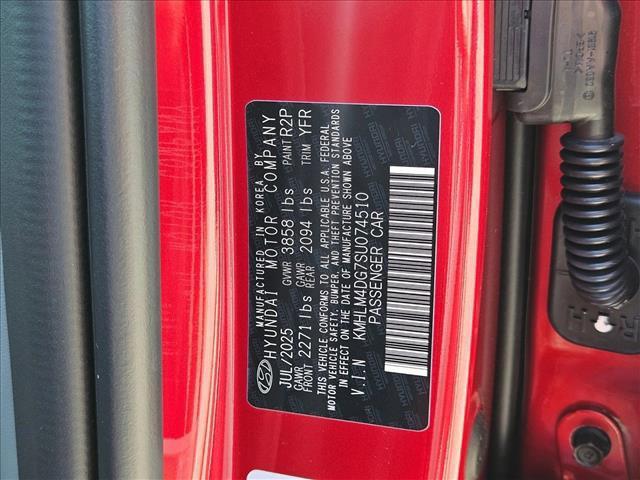 MANUFACTURED IN KOREA BY
HYUNDAI MOTOR COMPANY
JUL/2025 GVWR 3858 lbs PAINT R2P
GAWR FRONT 2271 lbs GAWR REAR 2094 lbs TRIM YFR
THIS VEHICLE CONFORMS TO ALL APPLICABLE U.S.A. FEDERAL
MOTOR VEHICLE SAFETY, BUMPER, AND THEFT PREVENTION STANDARDS
IN EFFECT ON THE DATE OF MANUFACTURE SHOWN ABOVE
V.I.N KMHLM4DG7SU074510
PASSENGER CAR